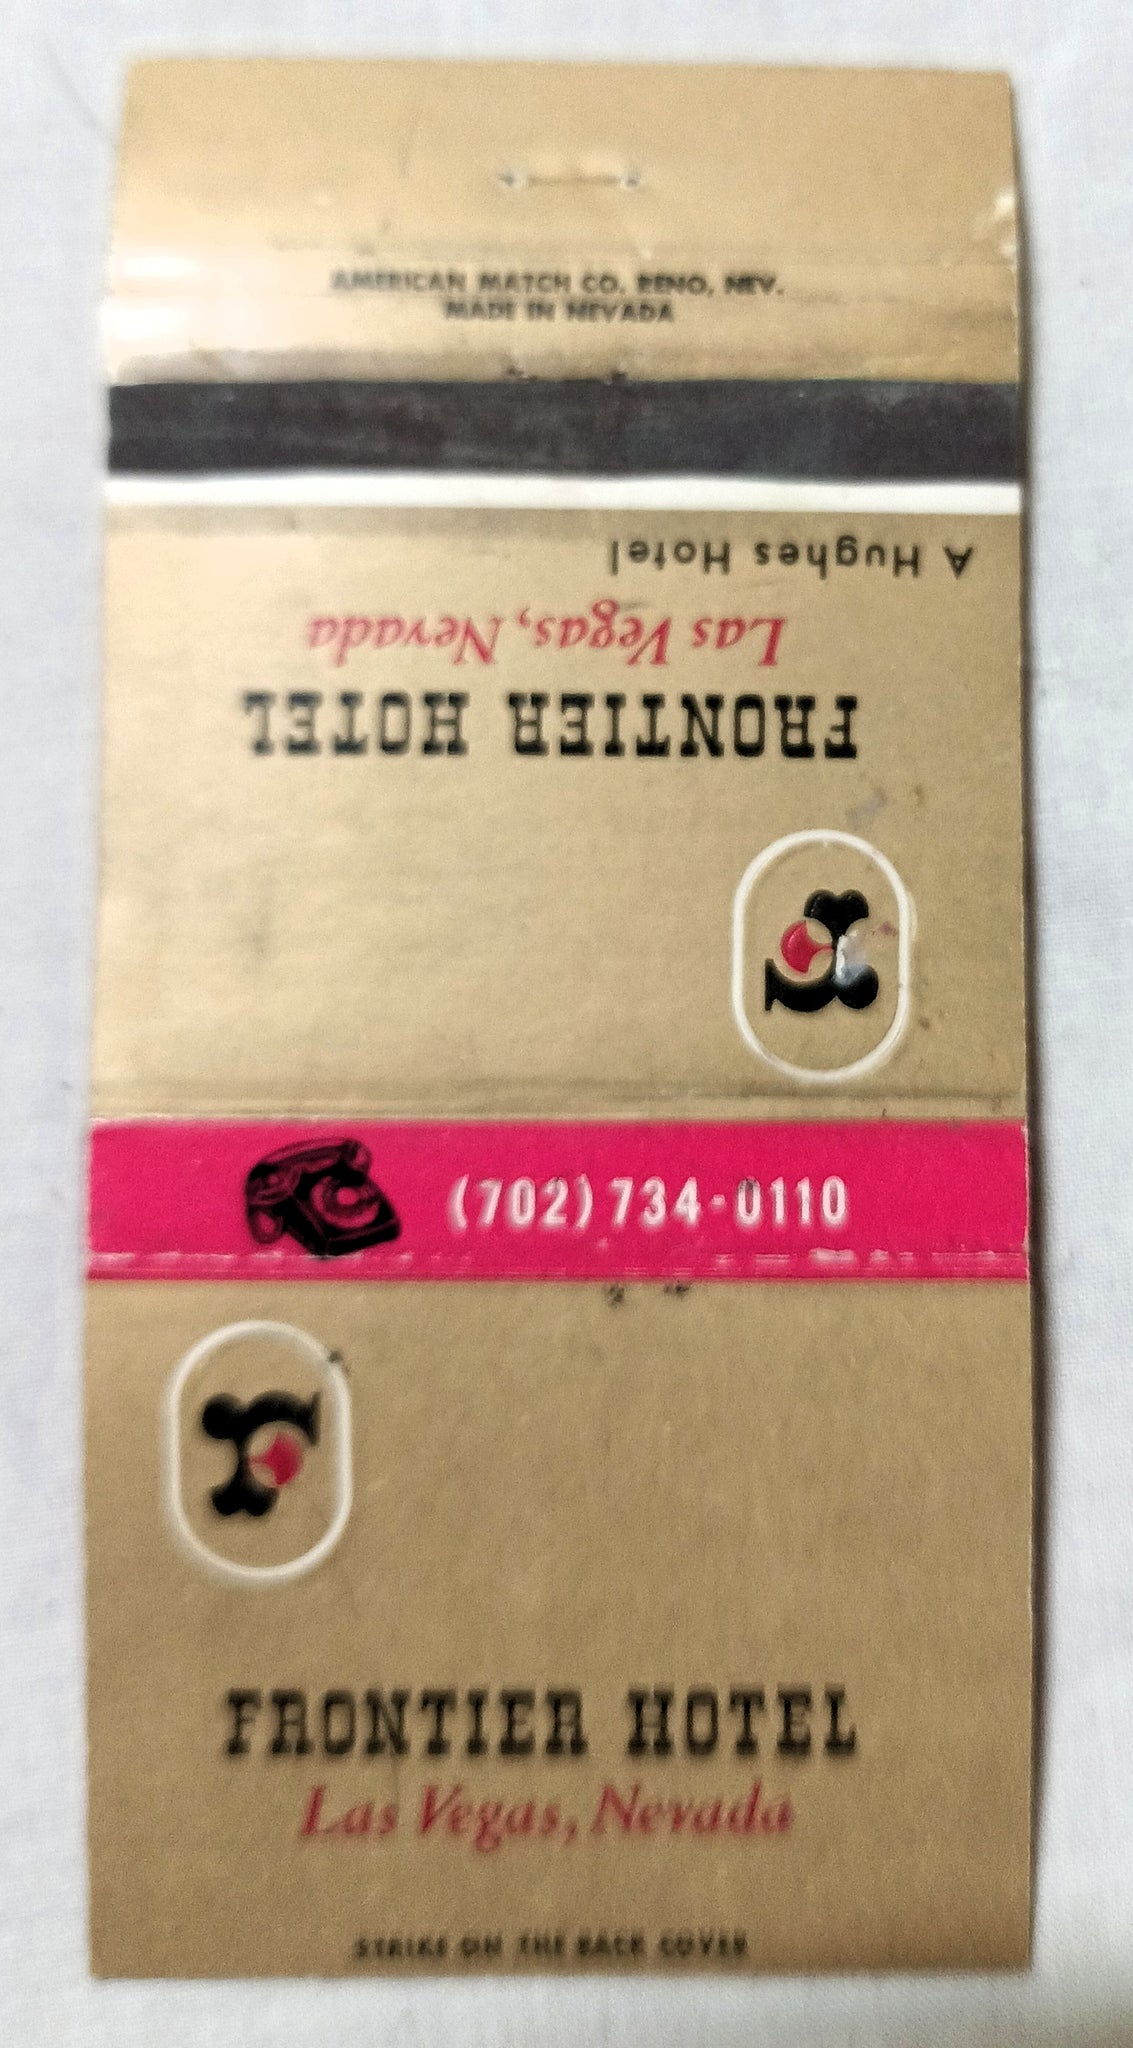 AMERICAN MATCH CO. RENO, NEV.
MADE IN NEVADA
FRONTIER HOTEL
Las Vegas, Nevada
A Hughes Hotel
(702) 734-0110
FRONTIER HOTEL
Las Vegas, Nevada
STRIKE ON THE BACK COVER